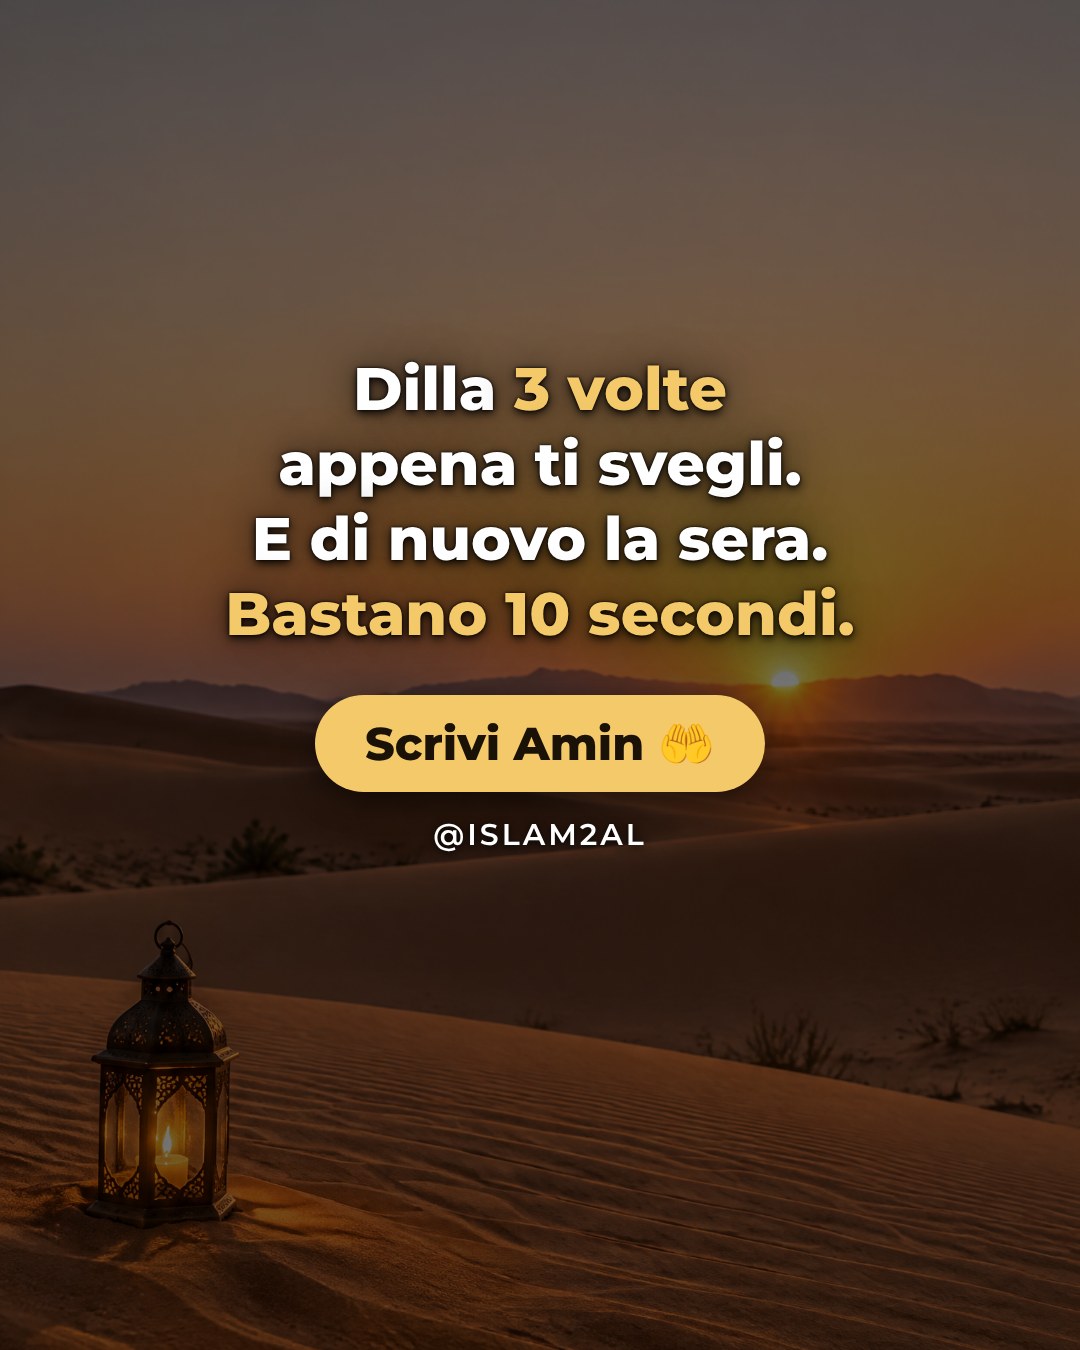 Dilla 3 volte
appena ti svegli.
E di nuovo la sera.
Bastano 10 secondi.
Scrivi Amin 🤲
@ISLAM2AL